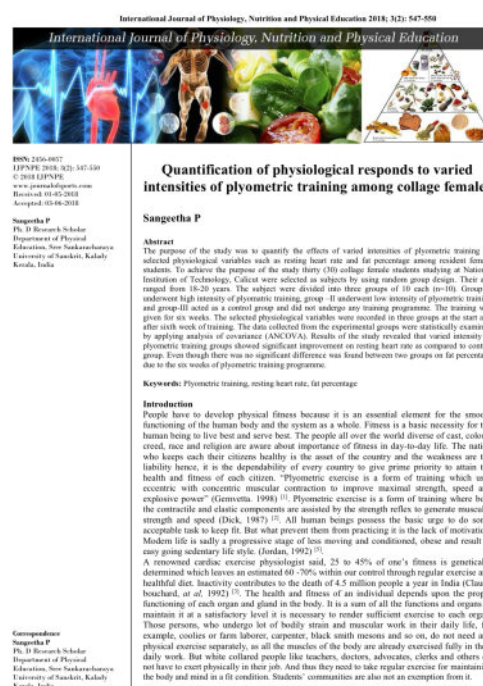 International Journal of Physiology, Nutrition and Physical Education 2018; 3(2): 547-550
International Journal of Physiology, Nutrition and Physical Education
ISSN: 2456-0057
IJPNPE 2018; 3(2): 547-550
© 2018 IJPNPE
www.journalofsports.com
Received: 01-05-2018
Accepted: 03-06-2018
Sangeetha P
Ph. D Research Scholar
Department of Physical
Education, Sree Sankaracharaya
University of Sanskrit, Kalady
Kerala, India
Correspondence
Sangeetha P
Ph. D Research Scholar
Department of Physical
Education, Sree Sankaracharaya
University of Sanskrit, Kalady
Kerala, India
Quantification of physiological responds to varied
intensities of plyometric training among collage female
Sangeetha P
Abstract
The purpose of the study was to quantify the effects of varied intensities of plyometric training
selected physiological variables such as resting heart rate and fat percentage among resident fem
students. To achieve the purpose of the study thirty (30) collage female students studying at Nation
Institution of Technology, Calicut were selected as subjects by using random group design. Their a
ranged from 18-20 years. The subject were divided into three groups of 10 each (n=10). Group
underwent high intensity of plyometric training, group –II underwent low intensity of plyometric traini
and group-III acted as a control group and did not undergo any training programme. The training w
given for six weeks. The selected physiological variables were recorded in three groups at the start a
after sixth week of training. The data collected from the experimental groups were statistically examin
by applying analysis of covariance (ANCOVA). Results of the study revealed that varied intensity
plyometric training groups showed significant improvement on resting heart rate as compared to cont
group. Even though there was no significant difference was found between two groups on fat percenta
due to the six weeks of plyometric training programme.
Keywords: Plyometric training, resting heart rate, fat percentage
Introduction
People have to develop physical fitness because it is an essential element for the smoo
functioning of the human body and the system as a whole. Fitness is a basic necessity for t
human being to live best and serve best. The people all over the world diverse of cast, color
creed, race and religion are aware about importance of fitness in day-to-day life. The nati
who keeps each their citizens healthy is the asset of the country and the weakness are t
liability hence, it is the dependability of every country to give prime priority to attain t
health and fitness of each citizen. "Plyometric exercise is a form of training which us
eccentric with concentric muscular contraction to improve maximal strength, speed a
explosive power" (Gemvetta. 1998) [1]. Plyometric exercise is a form of training where bo
the contractile and elastic components are assisted by the strength reflex to generate muscul
strength and speed (Dick, 1987) [2]. All human beings possess the basic urge to do som
acceptable task to keep fit. But what prevent them from practicing it is the lack of motivatio
Modern life is sadly a progressive stage of less moving and conditioned, obese and result
easy going sedentary life style. (Jordan, 1992) [5].
A renowned cardiac exercise physiologist said, 25 to 45% of one's fitness is genetical
determined which leaves an estimated 60 -70% within our control through regular exercise a
healthful diet. Inactivity contributes to the death of 4.5 million people a year in India (Clau
bouchard, at al, 1992) [3]. The health and fitness of an individual depends upon the prop
functioning of each organ and gland in the body. It is a sum of all the functions and organs
maintain it at a satisfactory level it is necessary to render sufficient exercise to each orga
Those persons, who undergo lot of bodily strain and muscular work in their daily life, f
example, coolies or farm laborer, carpenter, black smith mesons and so on, do not need a
physical exercise separately, as all the muscles of the body are already exercised fully in the
daily work. But white collared people like teachers, doctors, advocates, clerks and others
not have to exert physically in their job. And thus they need to take regular exercise for maintaini
the body and mind in a fit condition. Students' communities are also not an exemption from it.